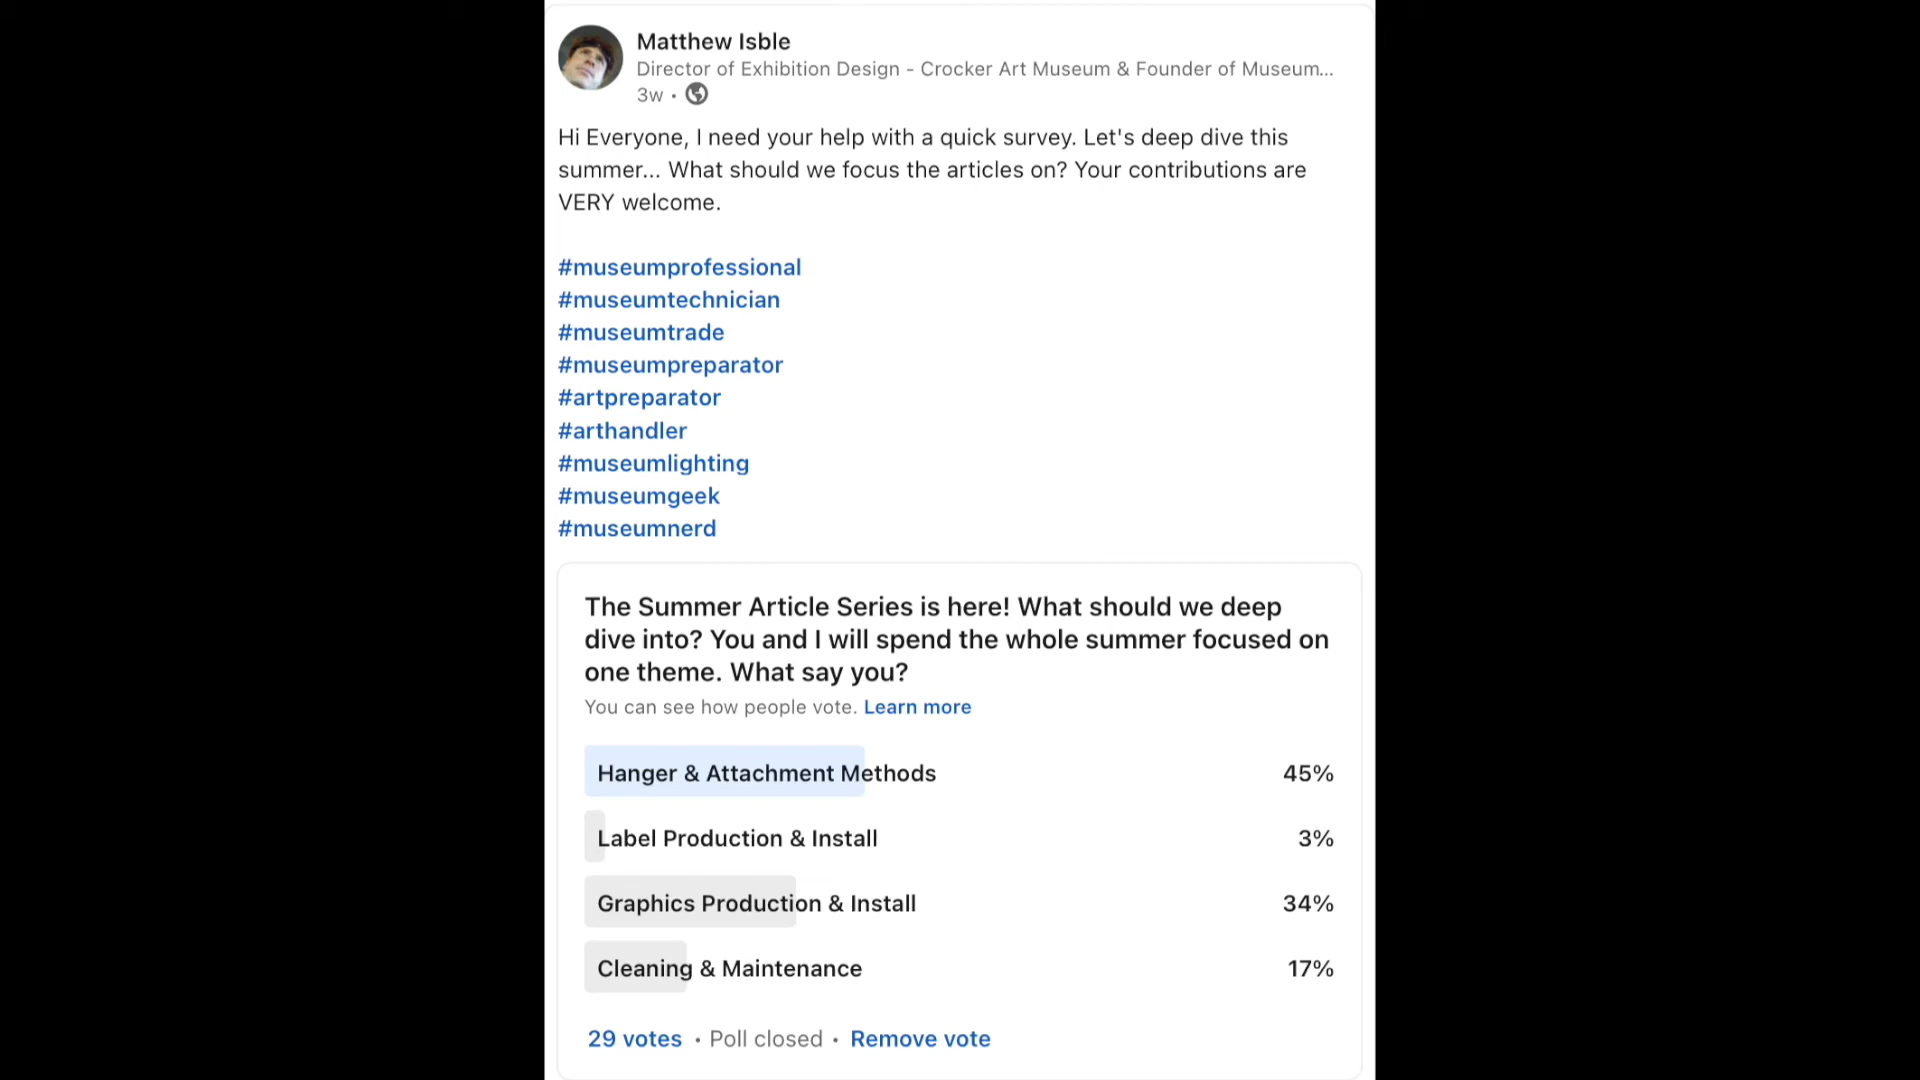 Matthew Isble
Director of Exhibition Design - Crocker Art Museum & Founder of Museum...
3w •
Hi Everyone, I need your help with a quick survey. Let's deep dive this
summer... What should we focus the articles on? Your contributions are
VERY welcome.
#museumprofessional
#museumtechnician
#museumtrade
#museumpreparator
#artpreparator
#arthandler
#museumlighting
#museumgeek
#museumnerd
The Summer Article Series is here! What should we deep
dive into? You and I will spend the whole summer focused on
one theme. What say you?
You can see how people vote. Learn more
Hanger & Attachment Methods 45%
Label Production & Install 3%
Graphics Production & Install 34%
Cleaning & Maintenance 17%
29 votes • Poll closed • Remove vote